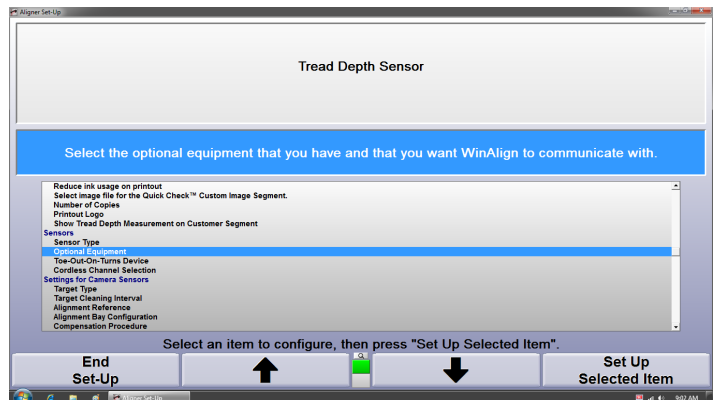 Aligner Set-Up
Tread Depth Sensor
Select the optional equipment that you have and that you want WinAlign to communicate with.
Reduce ink usage on printout
Select image file for the Quick Check™ Custom Image Segment.
Number of Copies
Printout Logo
Show Tread Depth Measurement on Customer Segment
Sensors
Sensor Type
Optional Equipment
Toe-Out-On-Turns Device
Cordless Channel Selection
Settings for Camera Sensors
Target Type
Target Cleaning Interval
Alignment Reference
Alignment Bay Configuration
Compensation Procedure
Select an item to configure, then press "Set Up Selected Item".
End
Set-Up
Set Up
Selected Item
Aligner Set-Up
9:07 AM